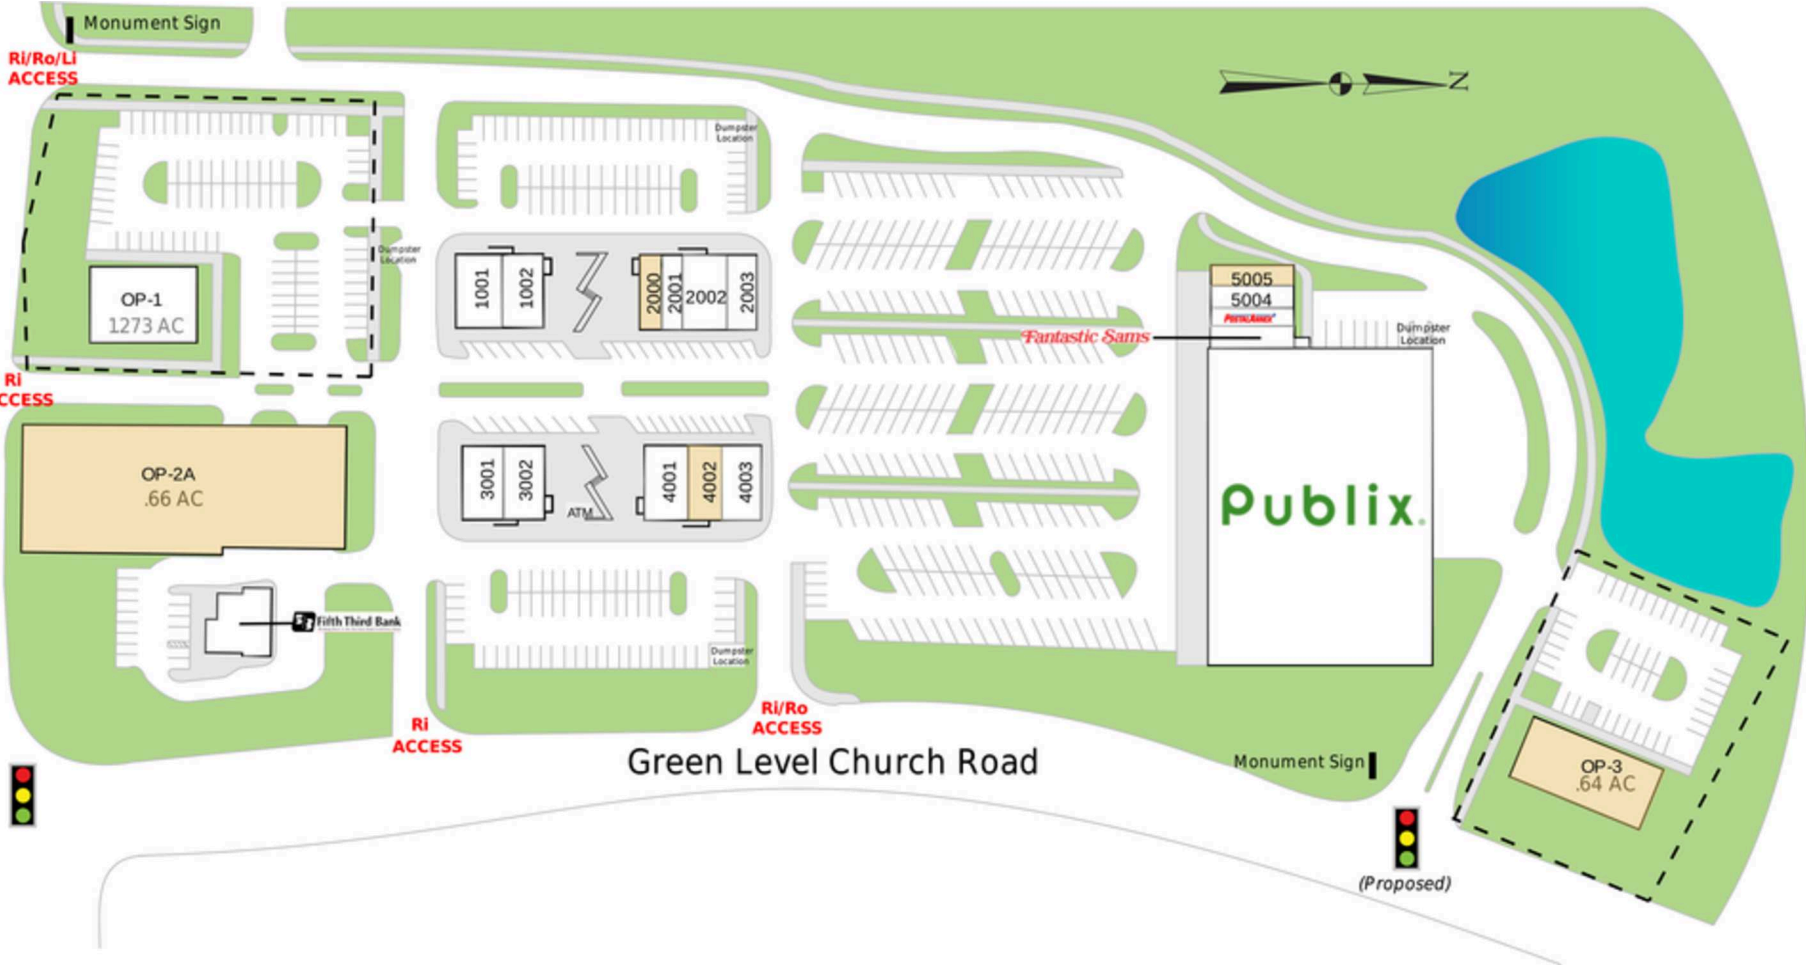 Monument Sign
Ri/Ro/Li
ACCESS
N
Dumpster
Location
Dumpster
Location
OP-1
1273 AC
1001
1002
2000
2001
2002
2003
5005
5004
PostalAnnex
Fantastic Sams
Dumpster
Location
Ri
CCESS
OP-2A
.66 AC
3001
3002
ATM
4001
4002
4003
Publix.
Fifth Third Bank
Dumpster
Location
Ri
ACCESS
Ri/Ro
ACCESS
Green Level Church Road
Monument Sign
OP-3
.64 AC
(Proposed)